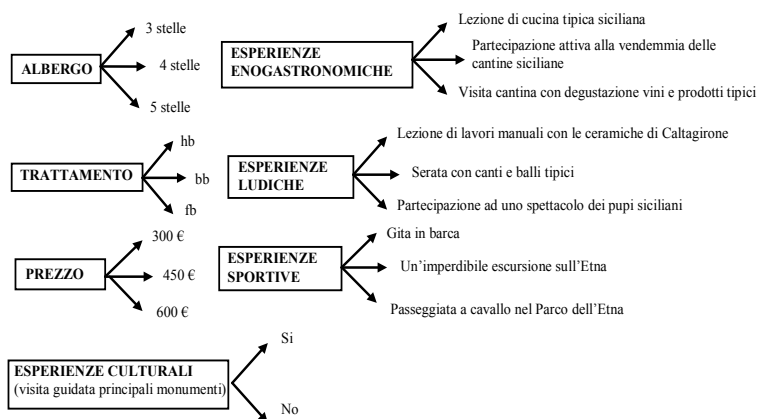 ALBERGO
3 stelle
4 stelle
5 stelle
ESPERIENZE
ENOGASTRONOMICHE
Lezione di cucina tipica siciliana
Partecipazione attiva alla vendemmia delle
cantine siciliane
Visita cantina con degustazione vini e prodotti tipici
TRATTAMENTO
hb
bb
fb
ESPERIENZE
LUDICHE
Lezione di lavori manuali con le ceramiche di Caltagirone
Serata con canti e balli tipici
Partecipazione ad uno spettacolo dei pupi siciliani
PREZZO
300 €
450 €
600 €
ESPERIENZE
SPORTIVE
Gita in barca
Un’imperdibile escursione sull’Etna
Passeggiata a cavallo nel Parco dell’Etna
ESPERIENZE CULTURALI
(visita guidata principali monumenti)
Si
No